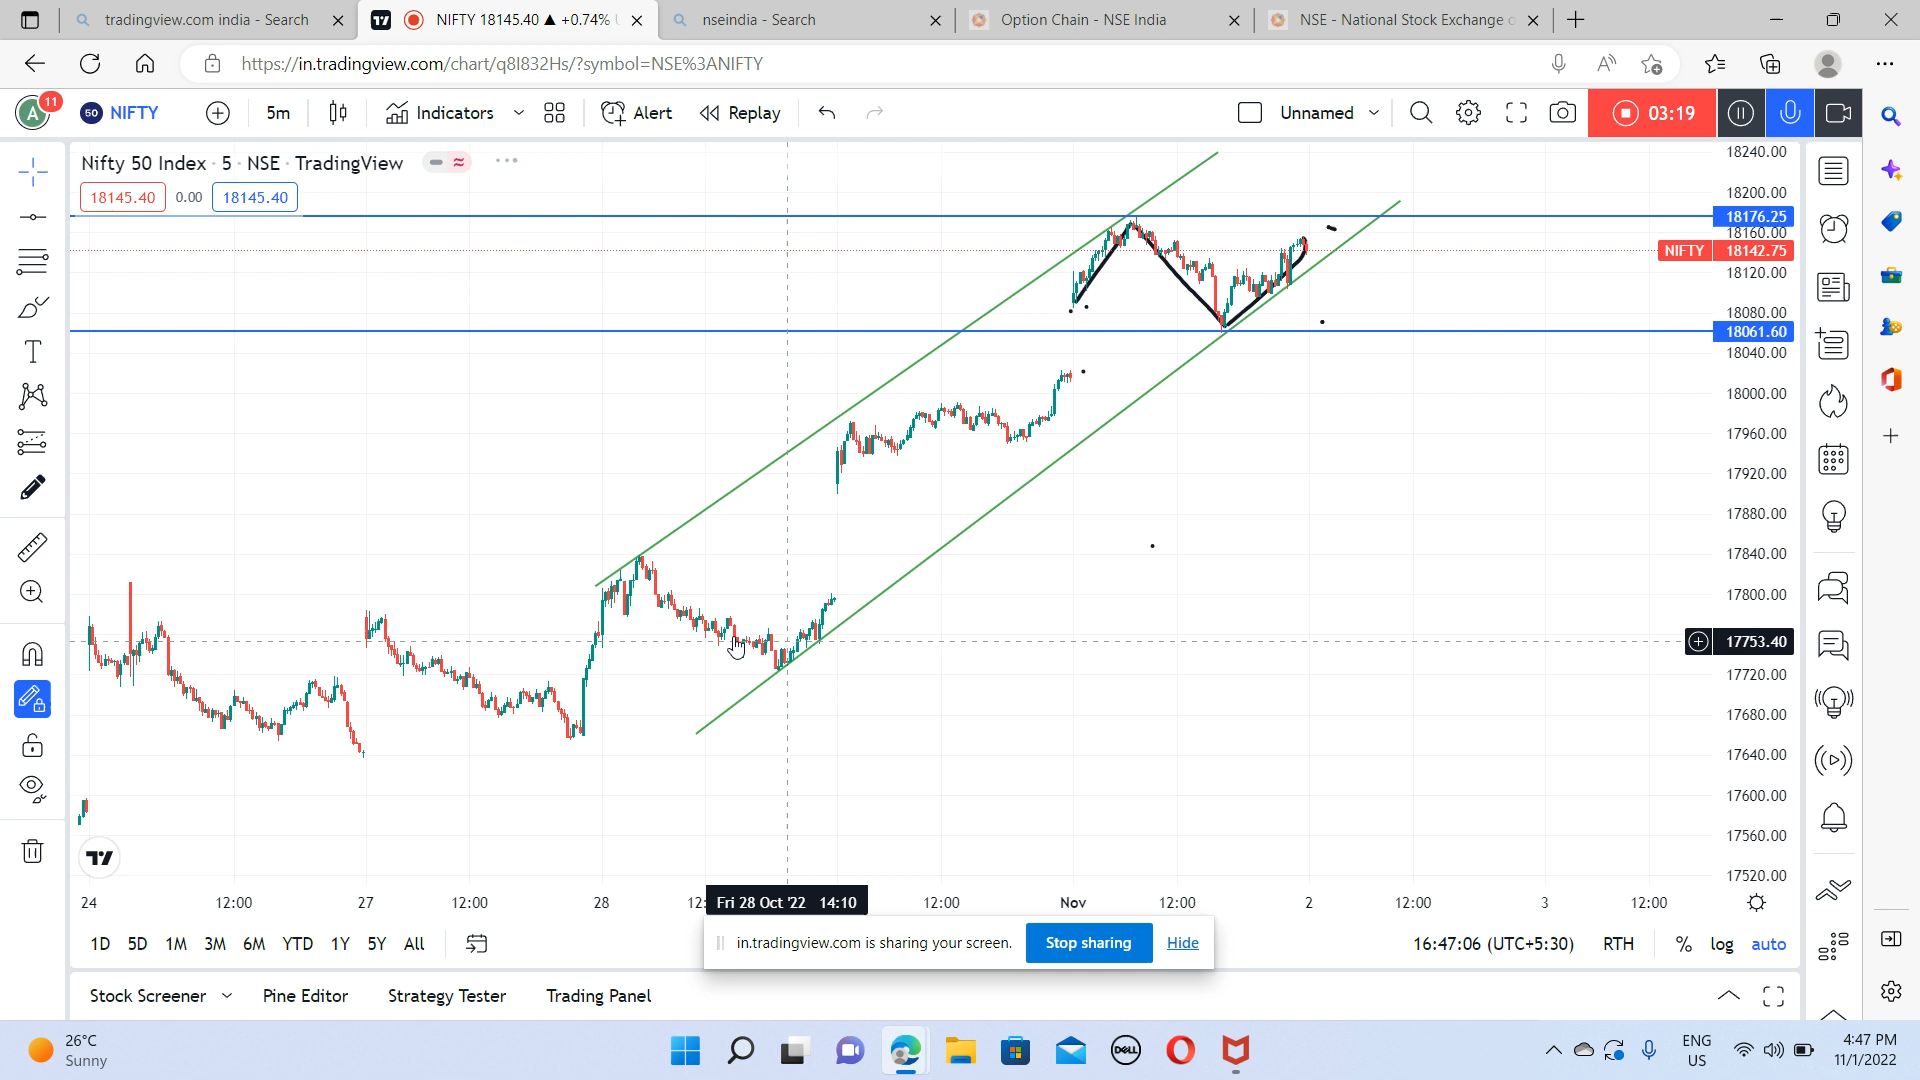 tradingview.com india - Search
NIFTY 18145.40 ▲ +0.74%
nseindia - Search
Option Chain - NSE India
NSE - National Stock Exchange
https://in.tradingview.com/chart/q8I832Hs/?symbol=NSE%3ANIFTY
A
11
50 NIFTY
5m
Indicators
Alert
Replay
Unnamed
03:19
Nifty 50 Index · 5 · NSE · TradingView
18145.40 0.00 18145.40
18240.00
18200.00
18176.25
18160.00
NIFTY 18142.75
18120.00
18080.00
18061.60
18040.00
18000.00
17960.00
17920.00
17880.00
17840.00
17800.00
17753.40
17720.00
17680.00
17640.00
17600.00
17560.00
17520.00
24 12:00 27 12:00 28 12: Fri 28 Oct '22 14:10 12:00 Nov 12:00 2 12:00 3 12:00
1D 5D 1M 3M 6M YTD 1Y 5Y All
in.tradingview.com is sharing your screen. Stop sharing Hide
16:47:06 (UTC+5:30) RTH % log auto
Stock Screener Pine Editor Strategy Tester Trading Panel
26°C
Sunny
DELL
ENG
US
4:47 PM
11/1/2022